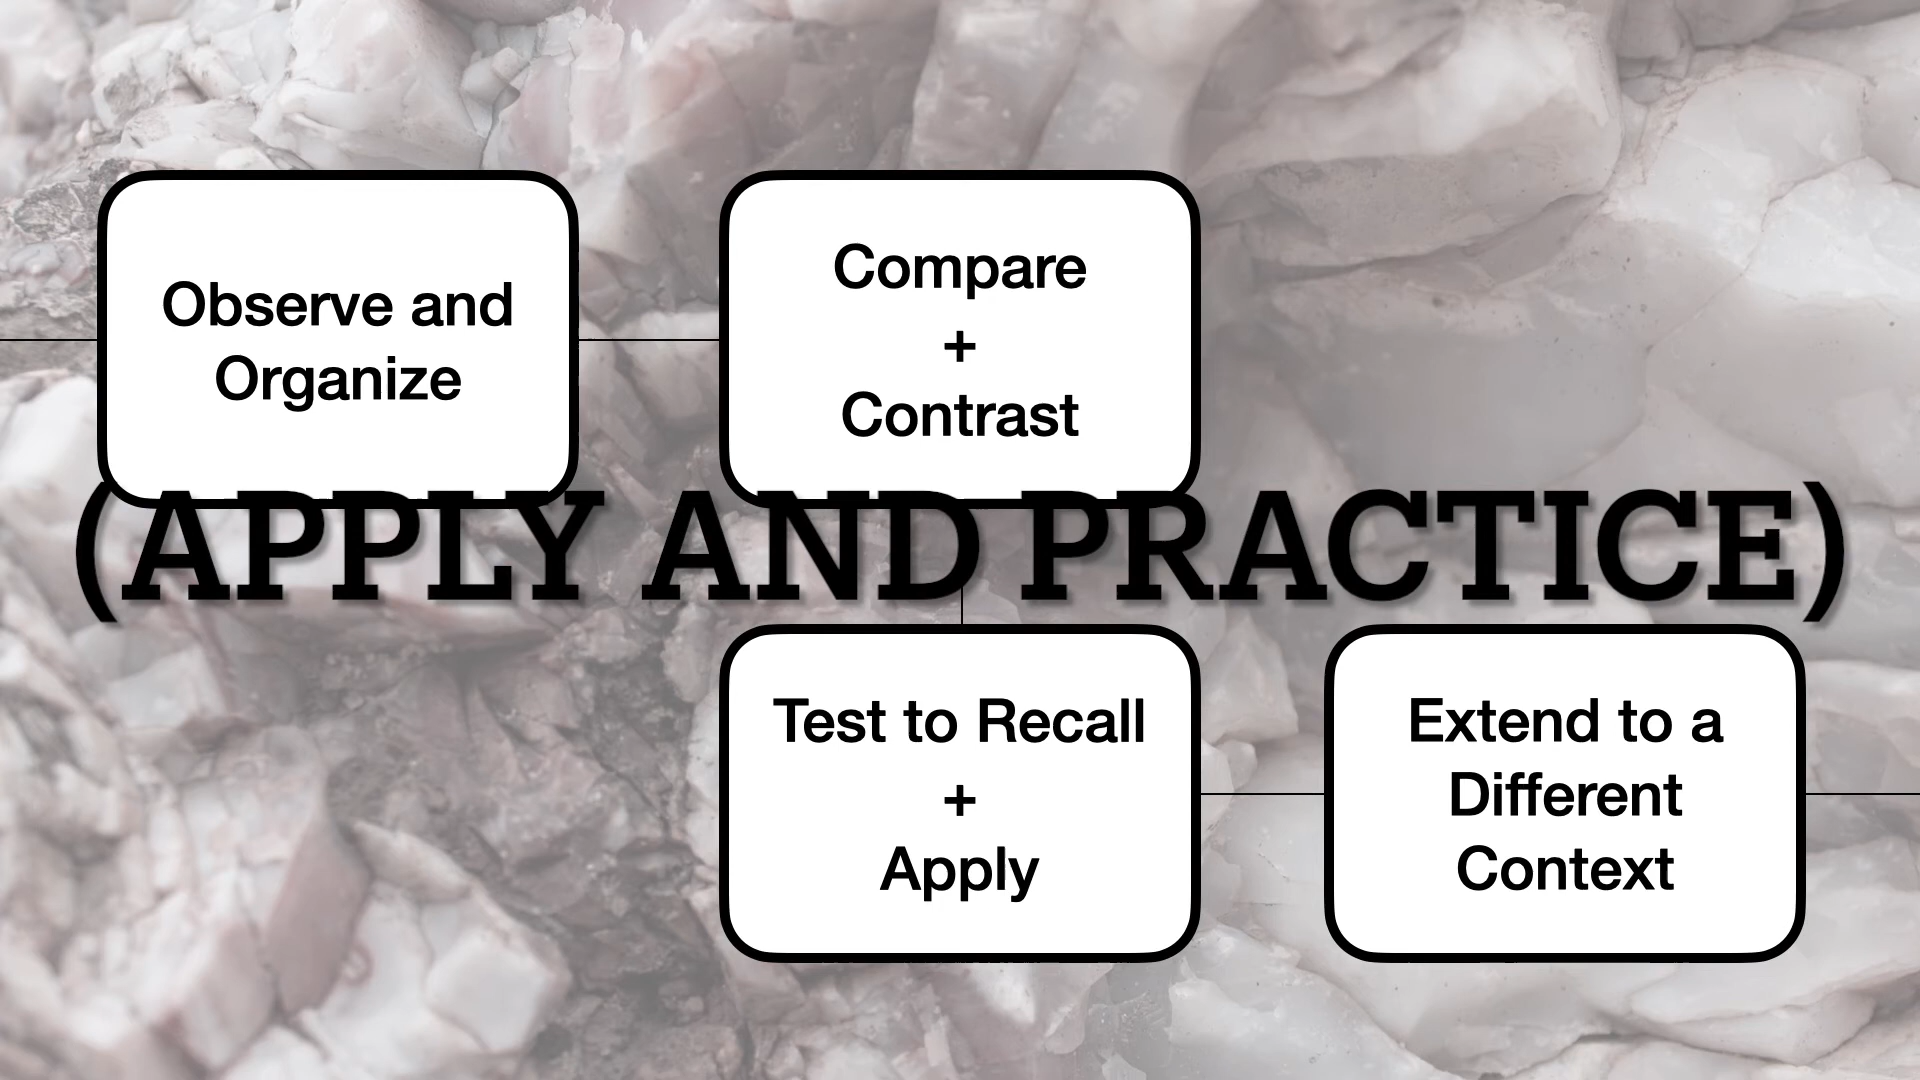 Observe and
Organize
Compare
+
Contrast
(APPLY AND PRACTICE)
Test to Recall
+
Apply
Extend to a
Different
Context